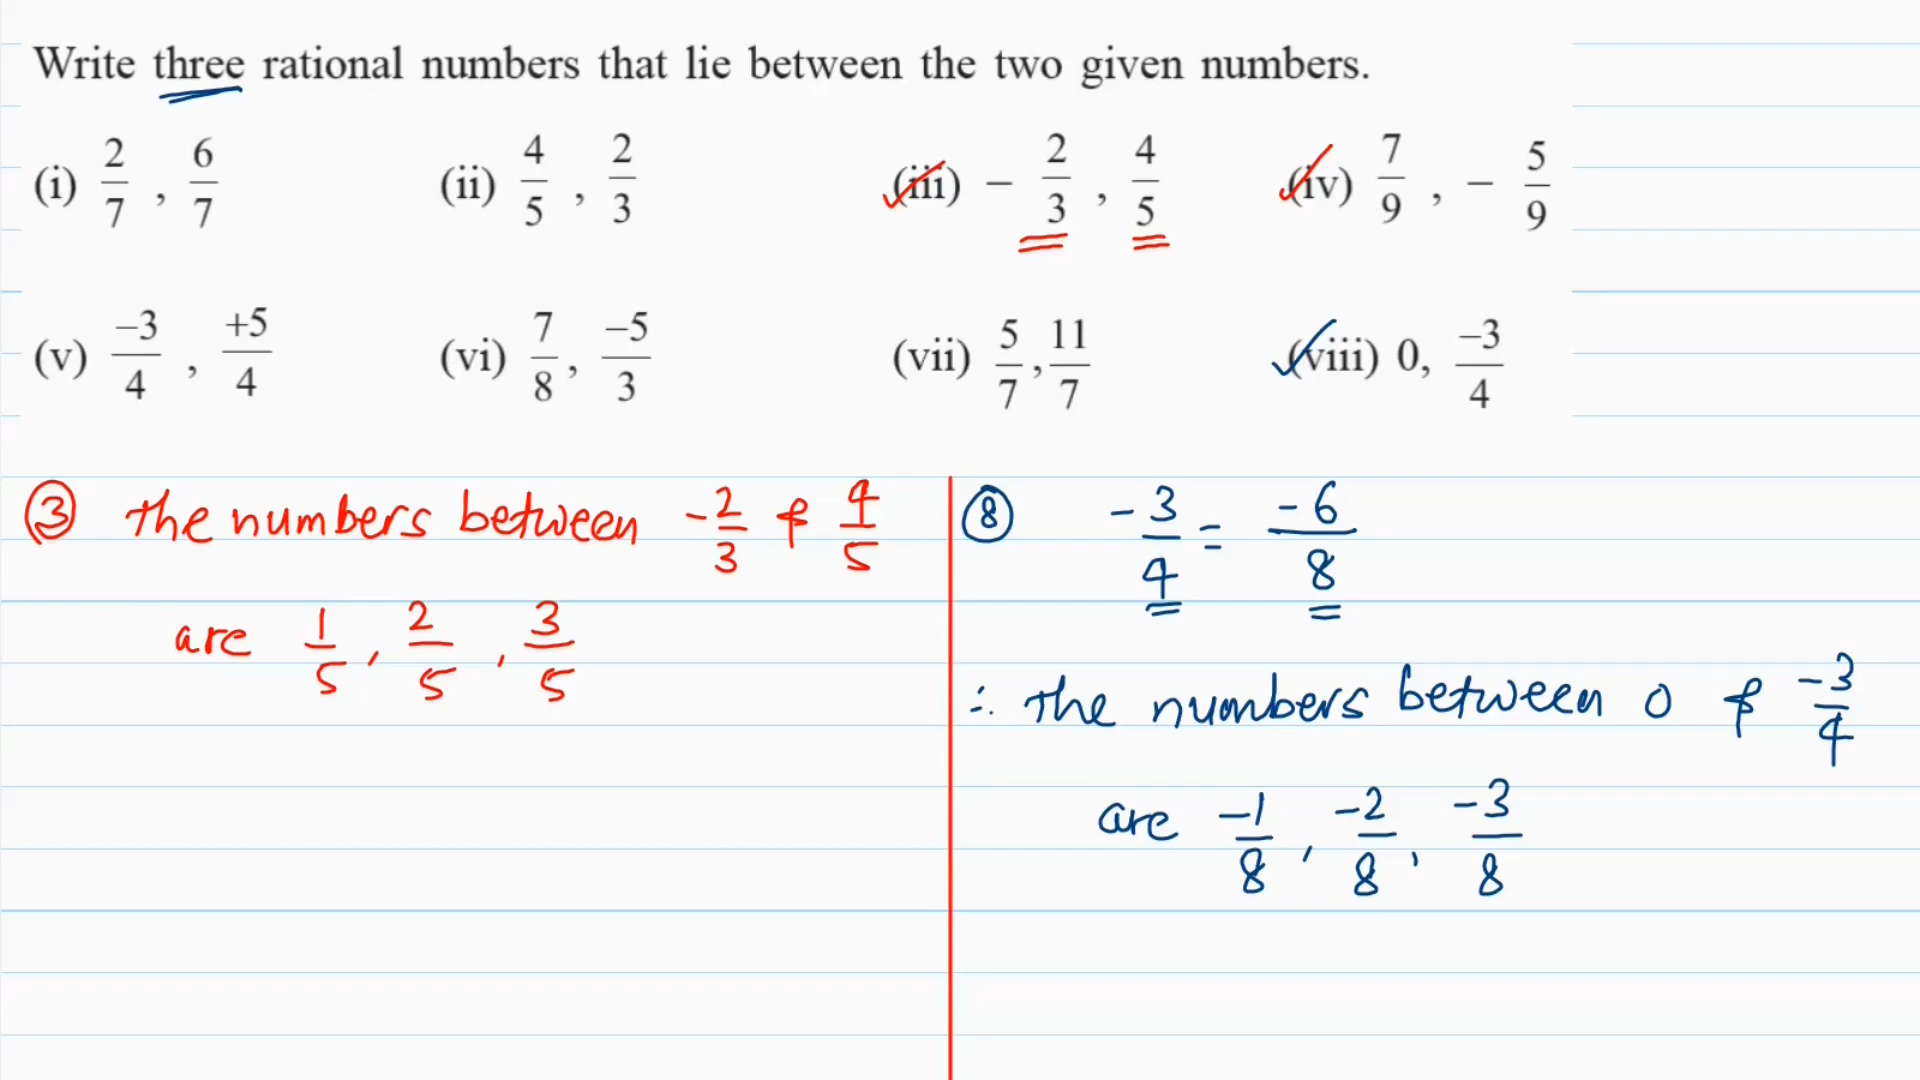 Write three rational numbers that lie between the two given numbers.
(i) 2/7 , 6/7 (ii) 4/5 , 2/3 (iii) − 2/3 , 4/5 (iv) 7/9 , − 5/9
(v) −3/4 , +5/4 (vi) 7/8 , −5/3 (vii) 5/7 , 11/7 (viii) 0, −3/4
③ the numbers between -2/3 & 4/5
are 1/5 , 2/5 , 3/5
⑧ -3/4 = -6/8
∴ The numbers between 0 & -3/4
are -1/8 , -2/8 , -3/8